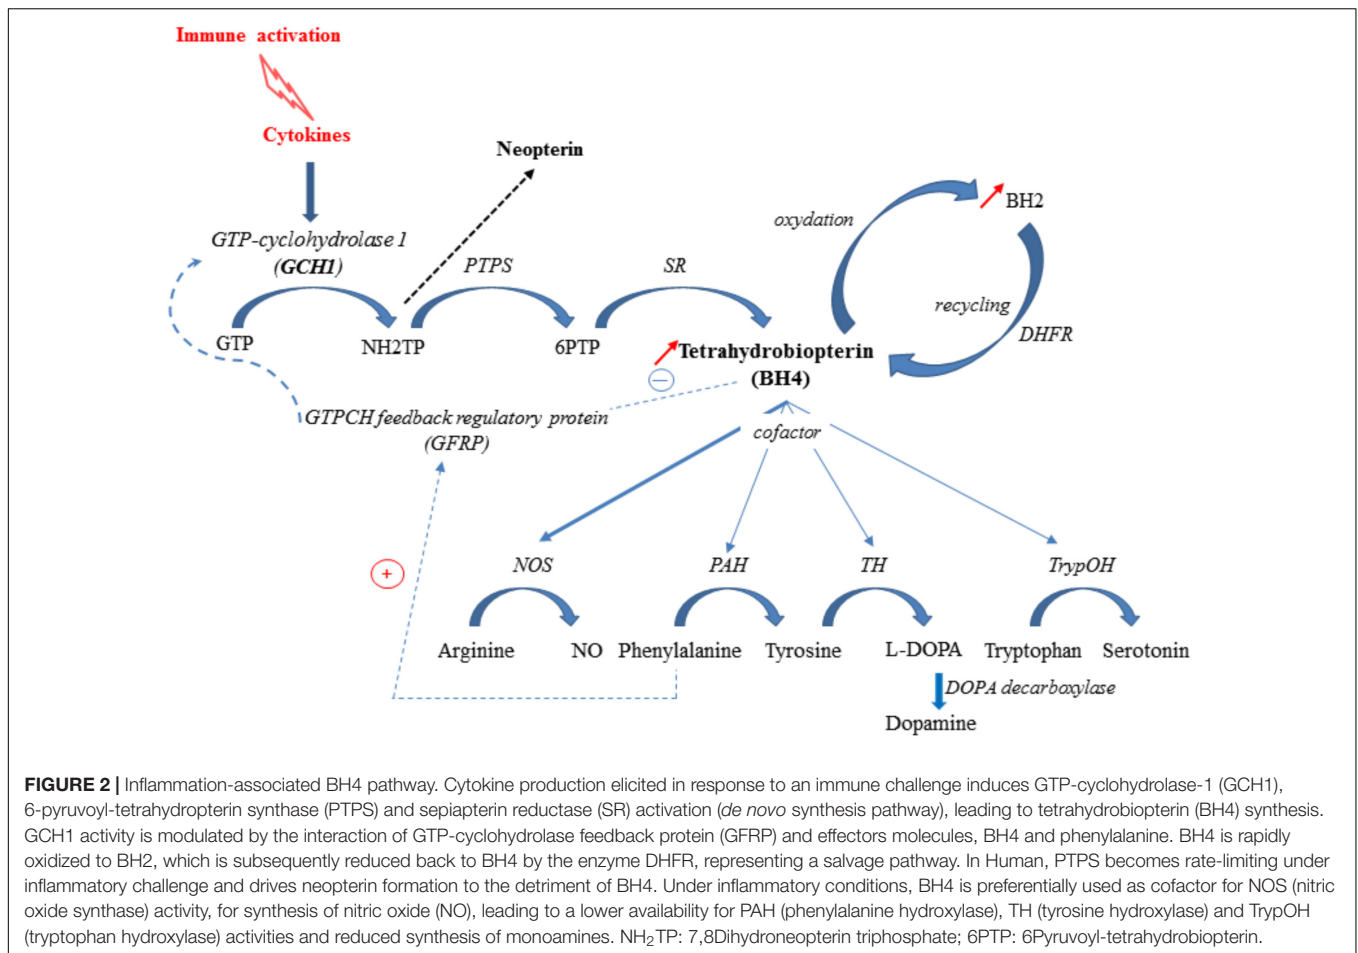 Immune activation
Cytokines
Neopterin
BH2
oxydation
GTP-cyclohydrolase 1
(GCH1)
PTPS
SR
recycling
DHFR
GTP
NH2TP
6PTP
Tetrahydrobiopterin
(BH4)
−
GTPCH feedback regulatory protein
(GFRP)
cofactor
+
NOS
PAH
TH
TrypOH
Arginine
NO
Phenylalanine
Tyrosine
L-DOPA
Tryptophan
Serotonin
DOPA decarboxylase
Dopamine
FIGURE 2 | Inflammation-associated BH4 pathway. Cytokine production elicited in response to an immune challenge induces GTP-cyclohydrolase-1 (GCH1),
6-pyruvoyl-tetrahydropterin synthase (PTPS) and sepiapterin reductase (SR) activation (de novo synthesis pathway), leading to tetrahydrobiopterin (BH4) synthesis.
GCH1 activity is modulated by the interaction of GTP-cyclohydrolase feedback protein (GFRP) and effectors molecules, BH4 and phenylalanine. BH4 is rapidly
oxidized to BH2, which is subsequently reduced back to BH4 by the enzyme DHFR, representing a salvage pathway. In Human, PTPS becomes rate-limiting under
inflammatory challenge and drives neopterin formation to the detriment of BH4. Under inflammatory conditions, BH4 is preferentially used as cofactor for NOS (nitric
oxide synthase) activity, for synthesis of nitric oxide (NO), leading to a lower availability for PAH (phenylalanine hydroxylase), TH (tyrosine hydroxylase) and TrypOH
(tryptophan hydroxylase) activities and reduced synthesis of monoamines. NH₂TP: 7,8Dihydroneopterin triphosphate; 6PTP: 6Pyruvoyl-tetrahydrobiopterin.